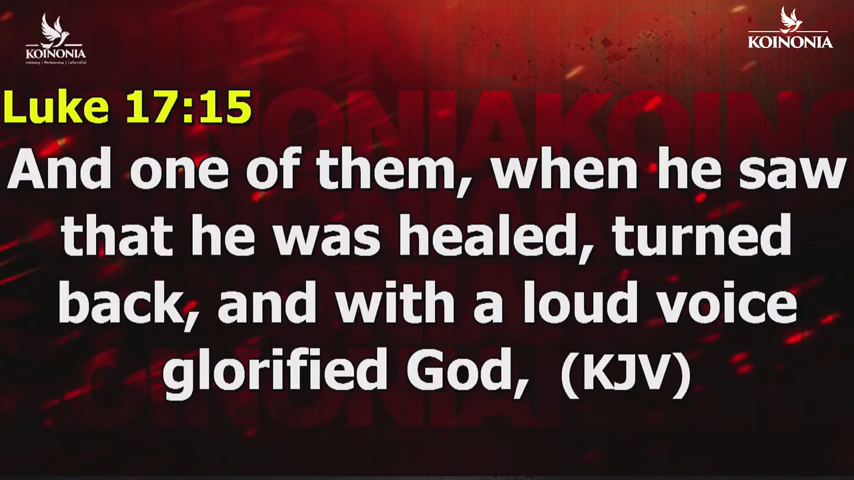 KOINONIA
KOINONIA
Luke 17:15
And one of them, when he saw
that he was healed, turned
back, and with a loud voice
glorified God, (KJV)